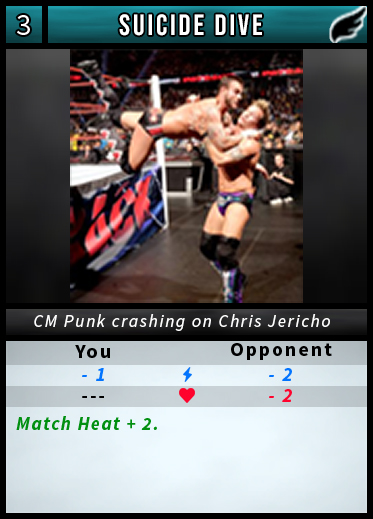 3 SUICIDE DIVE
CM Punk crashing on Chris Jericho
You Opponent
- 1 - 2
--- - 2
Match Heat + 2.